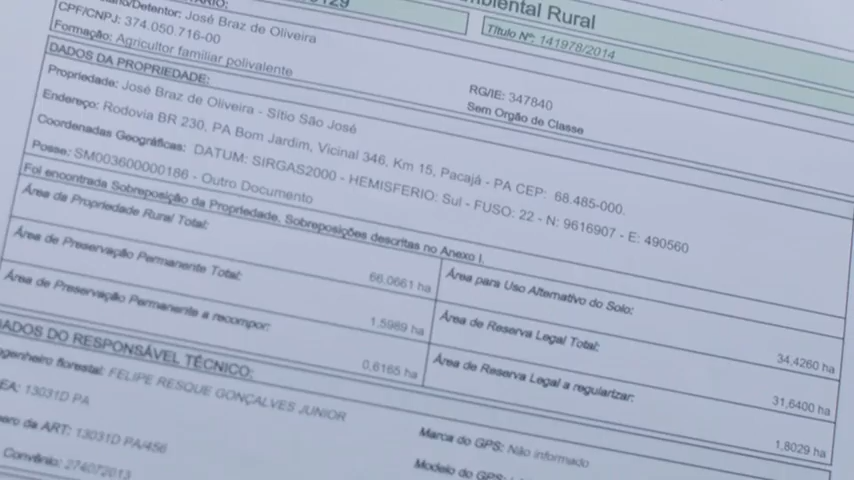 0129
mbiental Rural
Título Nº: 141978/2014
rio/Detentor: José Braz de Oliveira
CPF/CNPJ: 374.050.716-00
RG/IE: 347840
Formação: Agricultor familiar polivalente
Sem Orgão de Classe
DADOS DA PROPRIEDADE:
Propriedade: José Braz de Oliveira - Sítio São José
Endereço: Rodovia BR 230, PA Bom Jardim, Vicinal 346, Km 15, Pacajá - PA CEP: 68.485-000.
Coordenadas Geográficas: DATUM: SIRGAS2000 - HEMISFERIO: Sul - FUSO: 22 - N: 9616907 - E: 490560
Posse: SM003600000186 - Outro Documento
Foi encontrada Sobreposição da Propriedade. Sobreposições descritas no Anexo I.
Área da Propriedade Rural Total: 66,0661 ha
Área para Uso Alternativo do Solo: 34,4260 ha
Área de Preservação Permanente Total: 1,5989 ha
Área de Reserva Legal Total: 31,6400 ha
Área de Preservação Permanente a recompor: 0,6165 ha
Área de Reserva Legal a regularizar: 1,8029 ha
DADOS DO RESPONSÁVEL TÉCNICO:
ngenheiro florestal: FELIPE RESQUE GONÇALVES JUNIOR
EA: 13031D PA
Marca do GPS: Não informado
ero da ART: 13031D PA/456
Modelo do GPS:
Convênio: 27407/2013